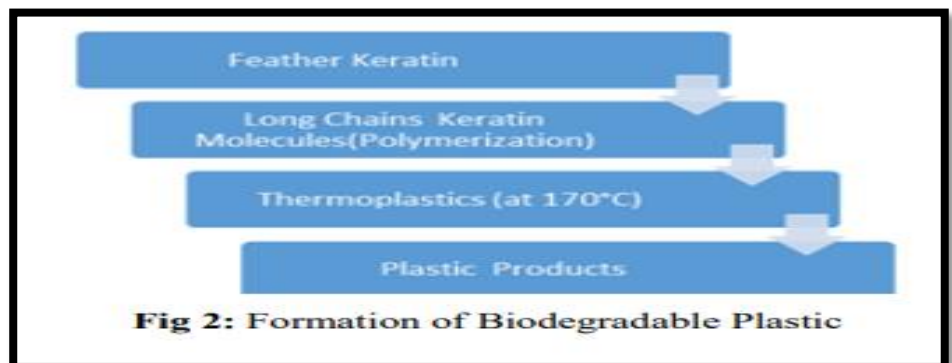 Feather Keratin
Long Chains Keratin
Molecules(Polymerization)
Thermoplastics (at 170°C)
Plastic Products
Fig 2: Formation of Biodegradable Plastic